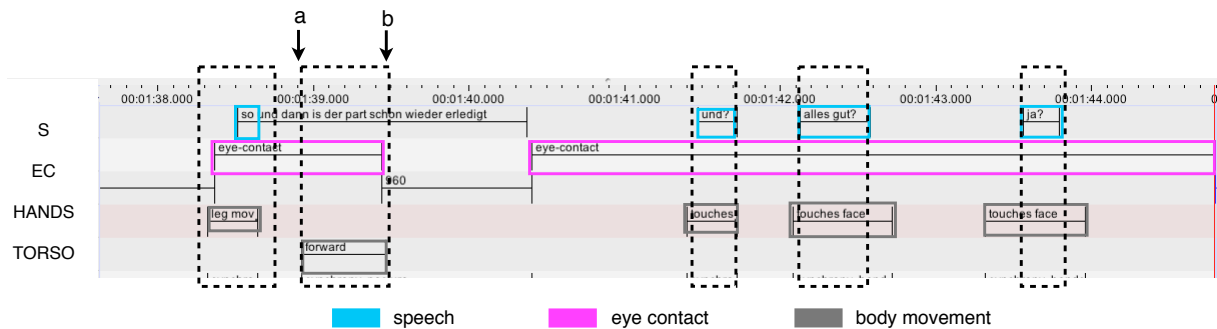 a b
00:01:38.000 00:01:39.000 00:01:40.000 00:01:41.000 00:01:42.000 00:01:43.000 00:01:44.000
S so und dann is der part schon wieder erledigt und? alles gut? ja?
EC eye-contact eye-contact
960
HANDS leg mov touches touches face touches face
TORSO forward
speech eye contact body movement